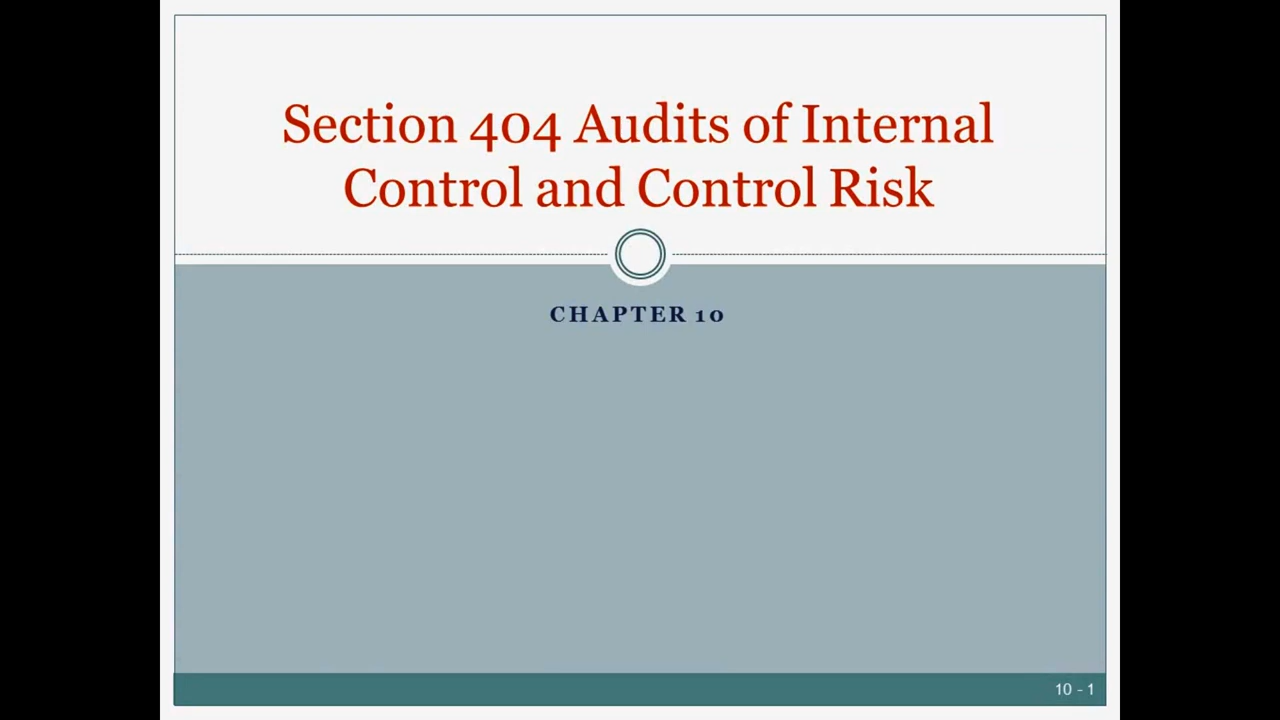 Section 404 Audits of Internal
Control and Control Risk
CHAPTER 10
10 - 1